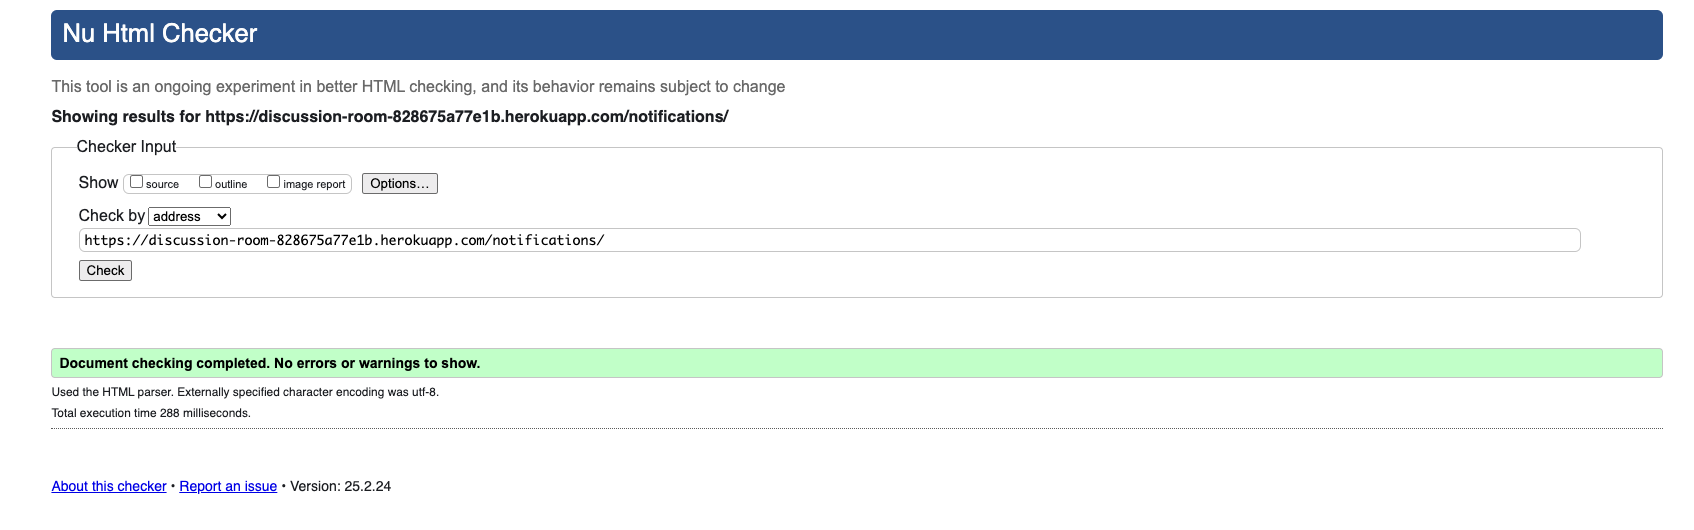 Nu Html Checker
This tool is an ongoing experiment in better HTML checking, and its behavior remains subject to change
Showing results for https://discussion-room-828675a77e1b.herokuapp.com/notifications/
Checker Input
Show source outline image report Options...
Check by address
https://discussion-room-828675a77e1b.herokuapp.com/notifications/
Check
Document checking completed. No errors or warnings to show.
Used the HTML parser. Externally specified character encoding was utf-8.
Total execution time 288 milliseconds.
About this checker • Report an issue • Version: 25.2.24